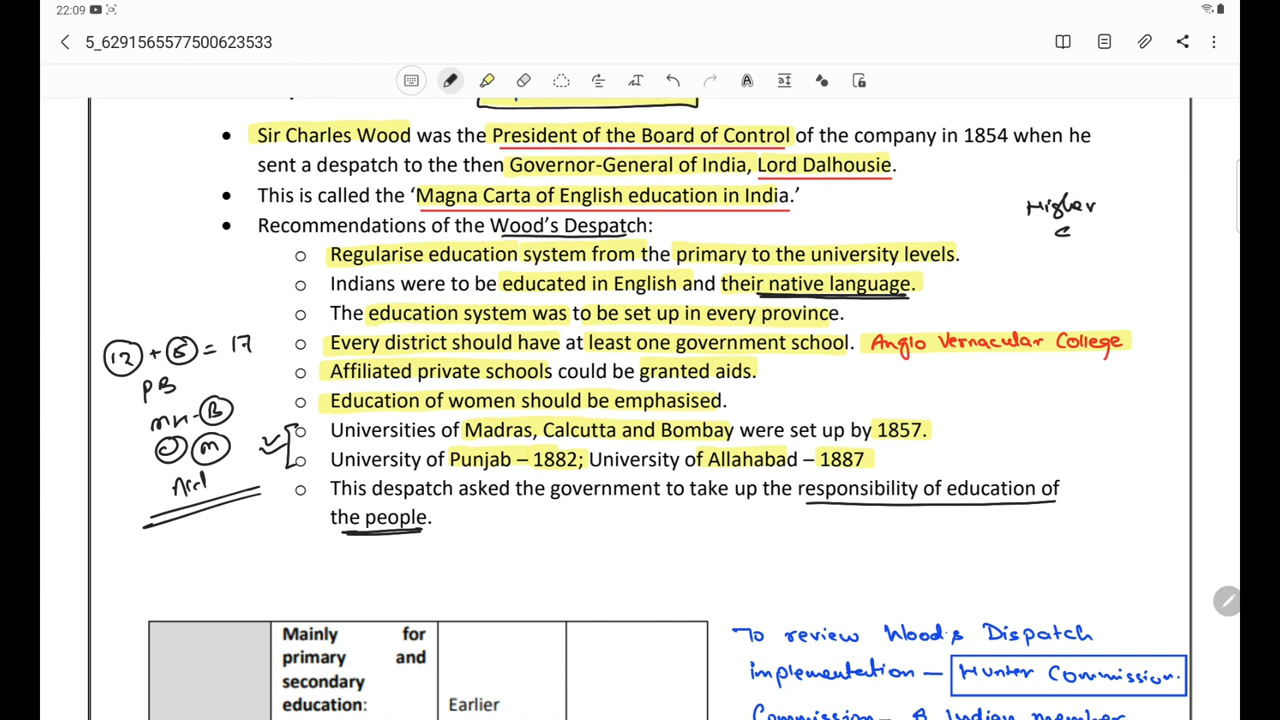 22:09
5_6291565577500623533
• Sir Charles Wood was the President of the Board of Control of the company in 1854 when he
sent a despatch to the then Governor-General of India, Lord Dalhousie.
• This is called the ‘Magna Carta of English education in India.’
Higher
• Recommendations of the Wood’s Despatch:
o Regularise education system from the primary to the university levels.
o Indians were to be educated in English and their native language.
o The education system was to be set up in every province.
o Every district should have at least one government school. Anglo Vernacular College
12 + 5 = 17
o Affiliated private schools could be granted aids.
PB
o Education of women should be emphasised.
MH - B
o Universities of Madras, Calcutta and Bombay were set up by 1857.
C M
o University of Punjab – 1882; University of Allahabad – 1887
o This despatch asked the government to take up the responsibility of education of
the people.
Mainly for
primary and
secondary
education:
Earlier
To review Wood's Dispatch
implementation – Hunter Commission.
Commission – 8 Indian member